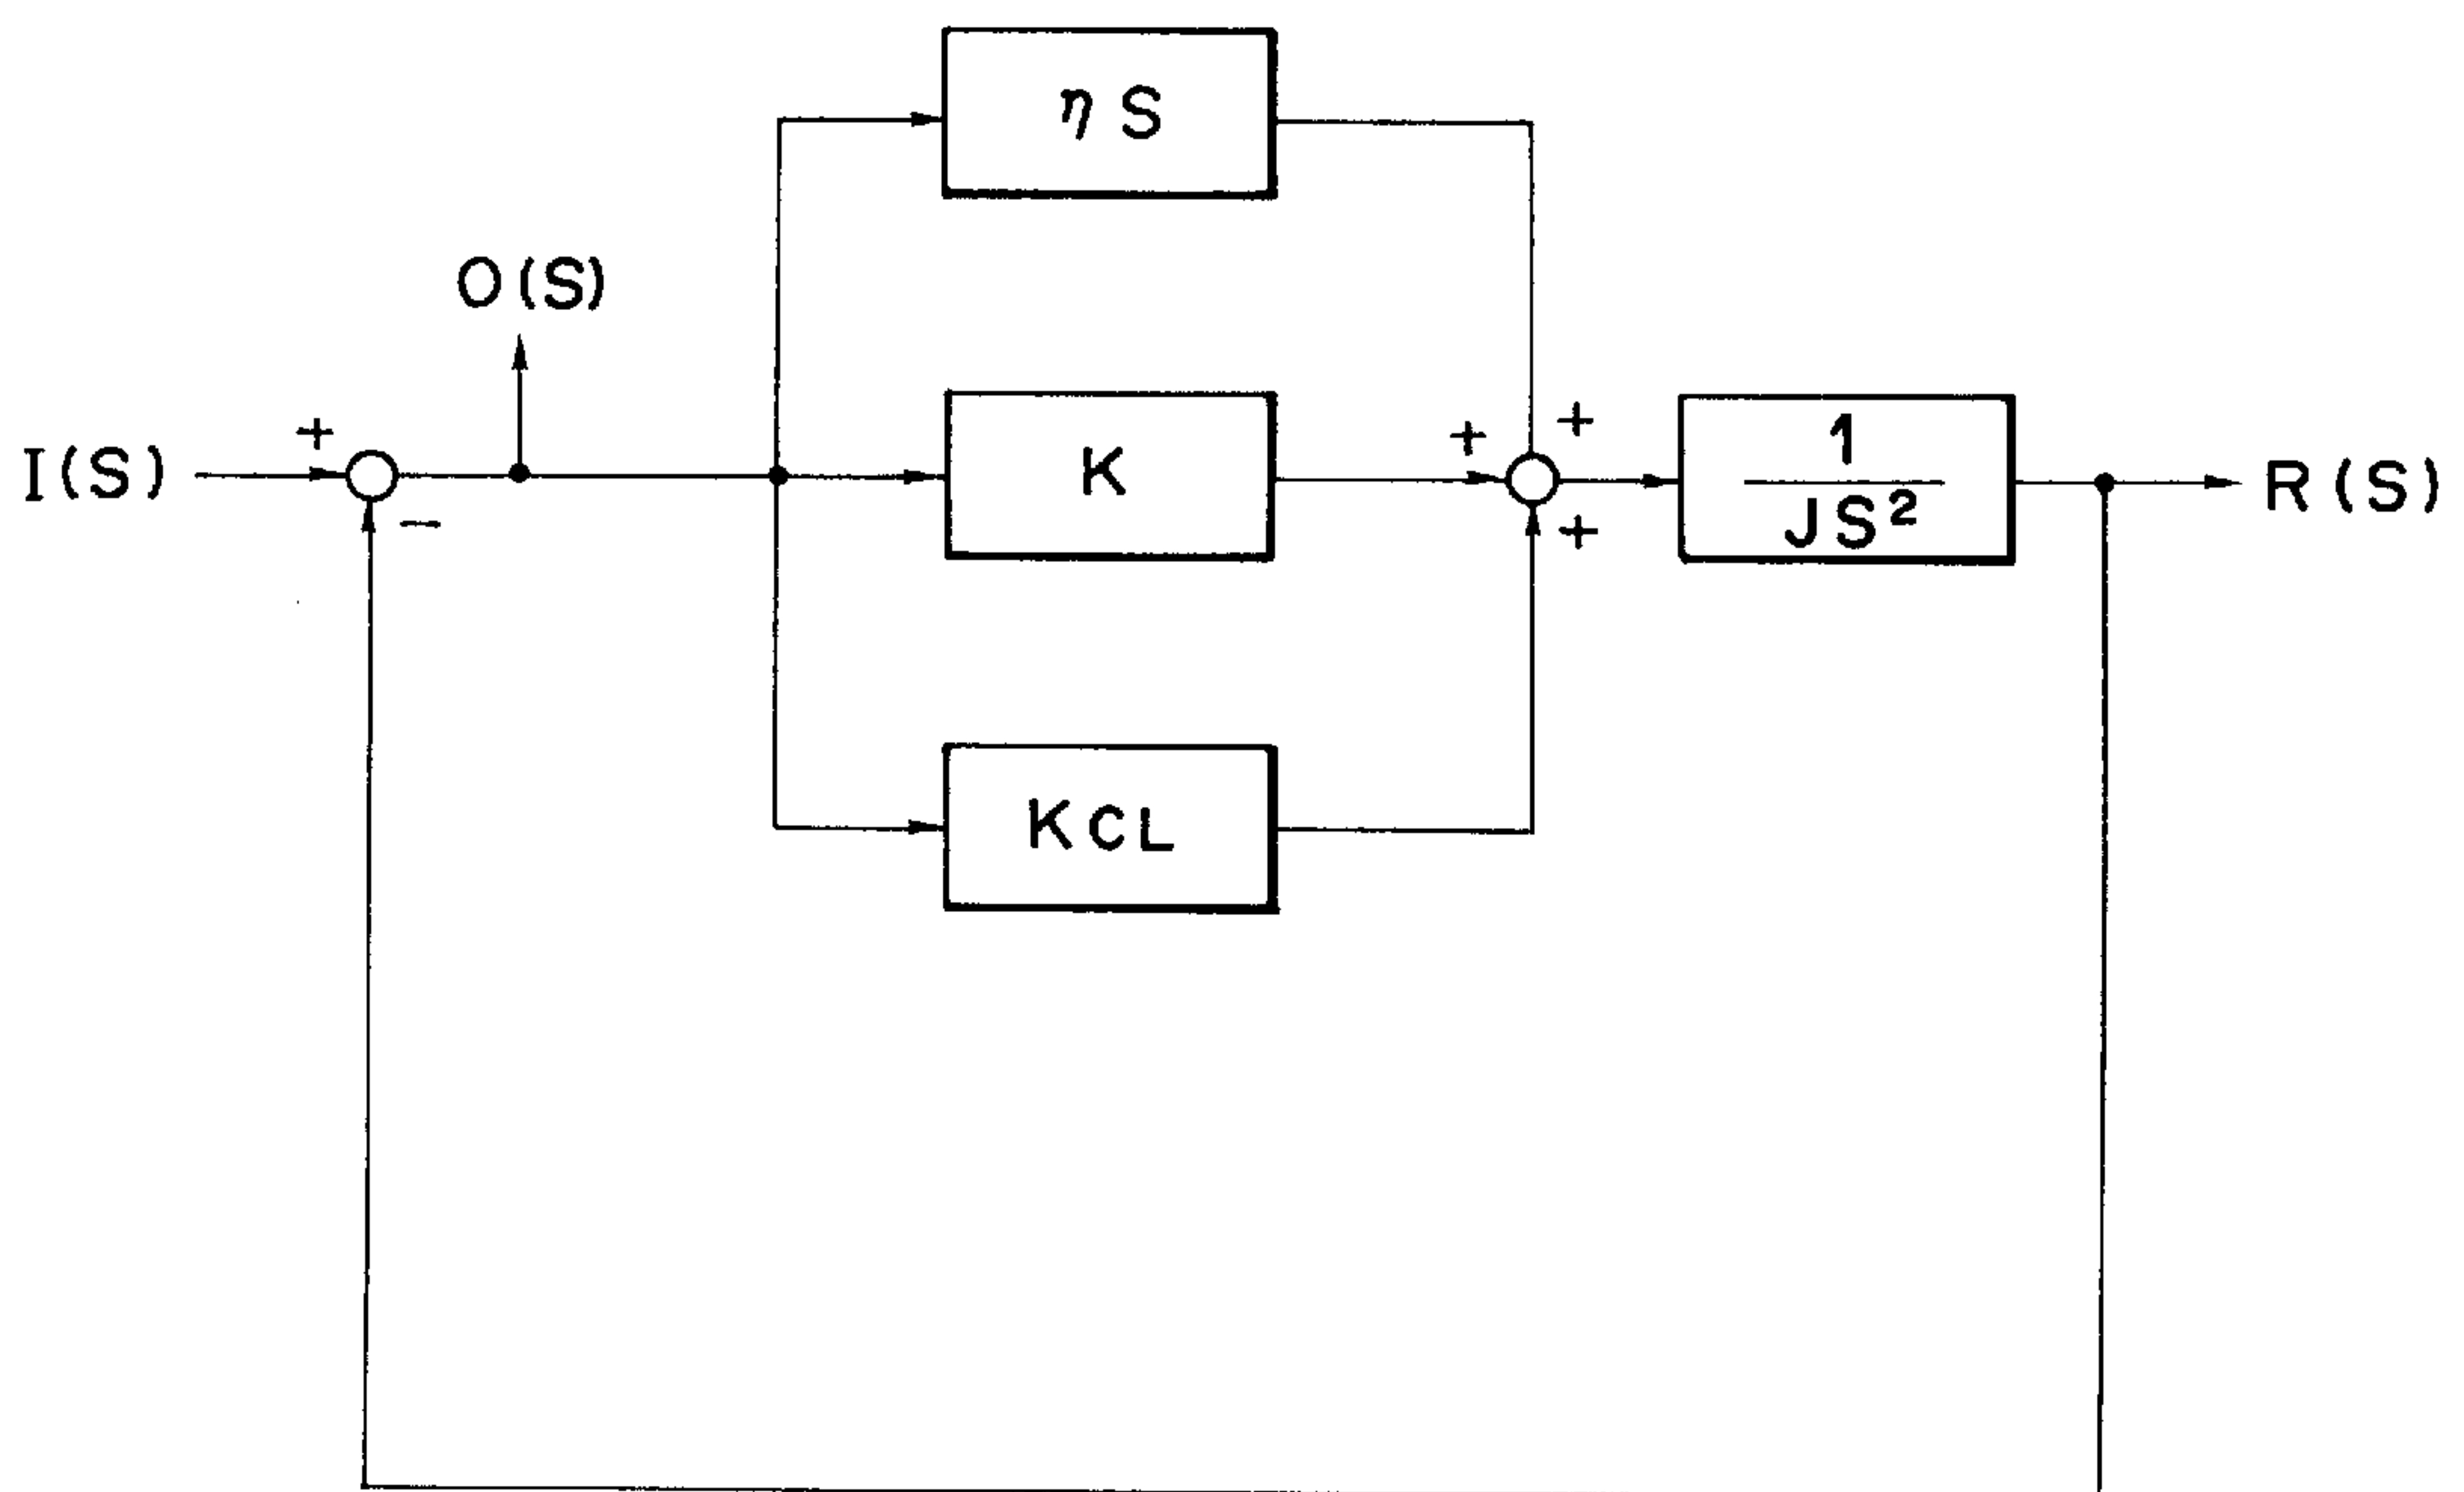 ηS
O(S)
+
+
+
I(S)
K
1
JS²
R(S)
−
+
KCL